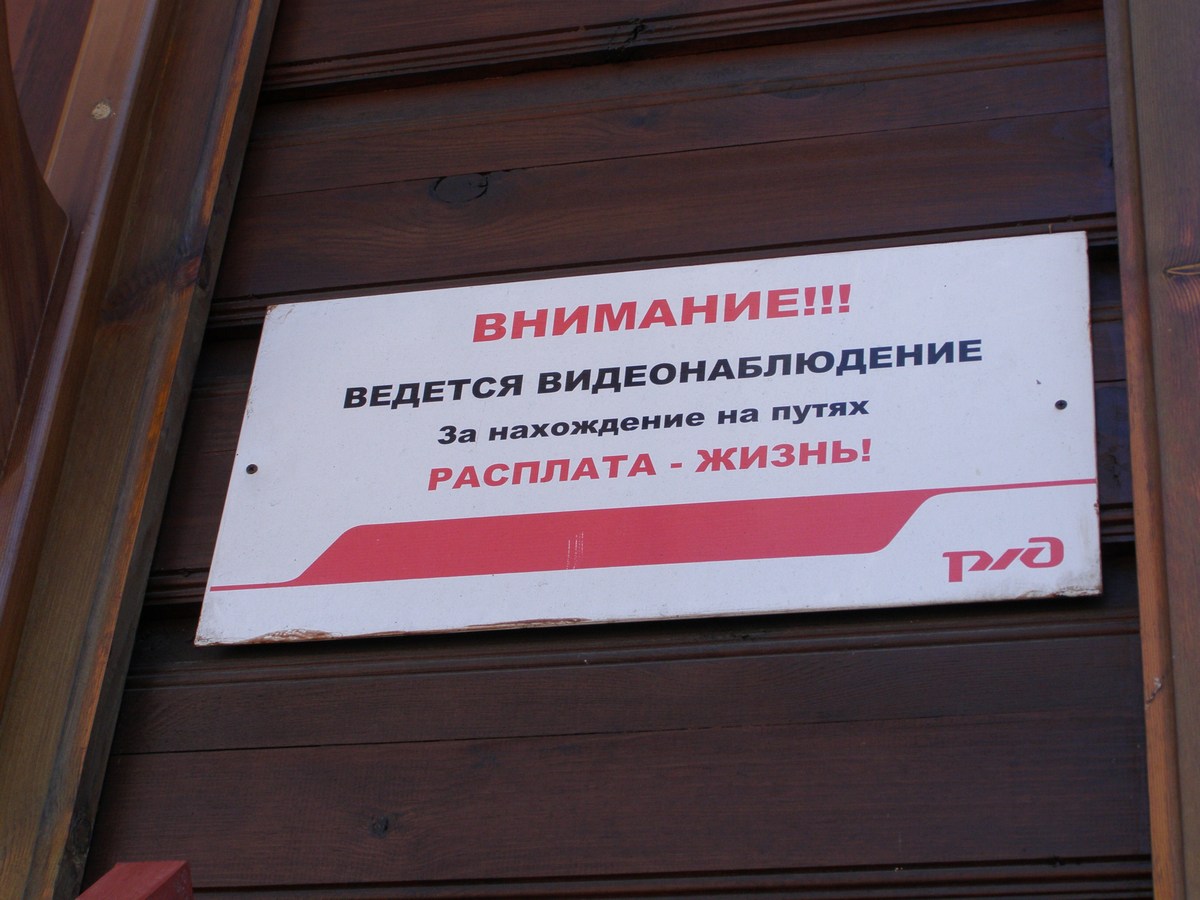 ВНИМАНИЕ!!!
ВЕДЕТСЯ ВИДЕОНАБЛЮДЕНИЕ
За нахождение на путях
РАСПЛАТА - ЖИЗНЬ!
РЖД